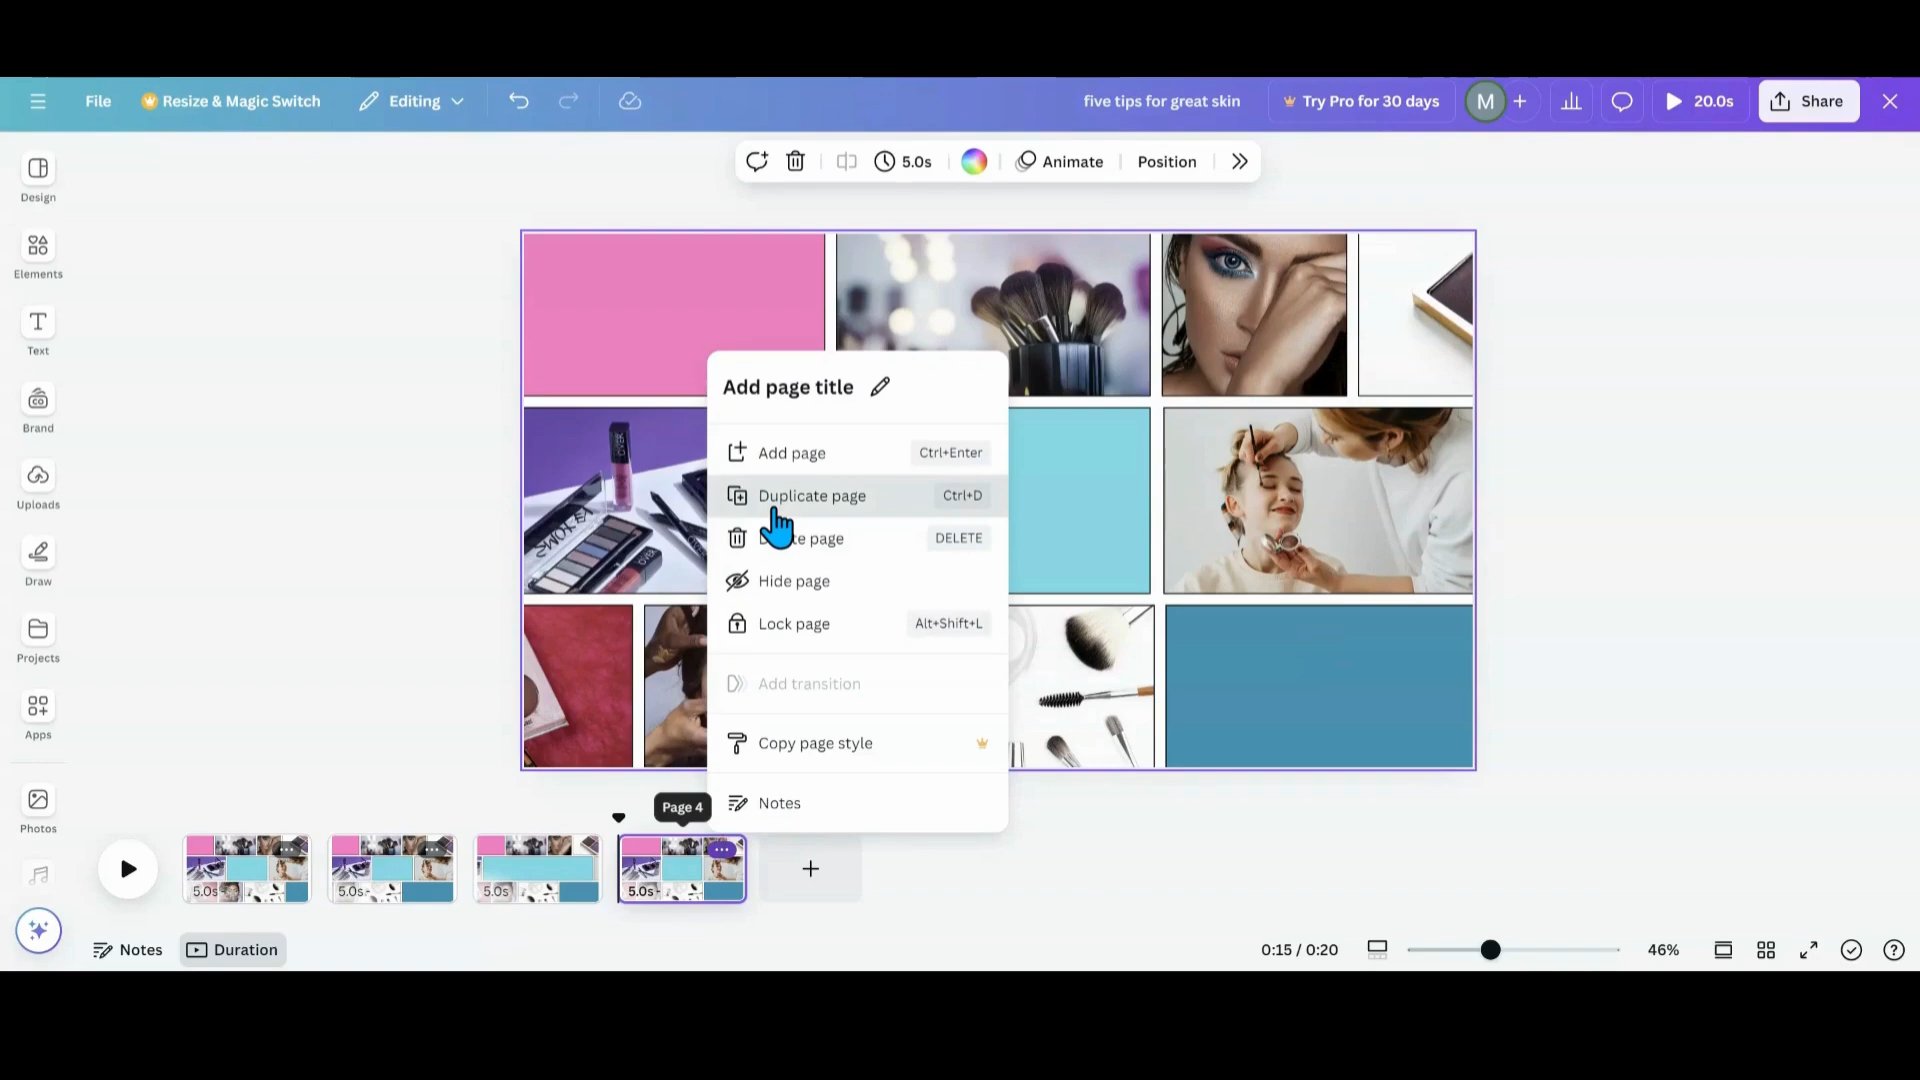 File
Resize & Magic Switch
Editing
five tips for great skin
Try Pro for 30 days
M
20.0s
Share
5.0s
Animate
Position
Design
Elements
Text
Brand
Uploads
Draw
Projects
Apps
Photos
Add page title
Add page Ctrl+Enter
Duplicate page Ctrl+D
te page DELETE
Hide page
Lock page Alt+Shift+L
Add transition
Copy page style
Notes
Page 4
5.0s
5.0s
5.0s
5.0s
Notes
Duration
0:15 / 0:20
46%